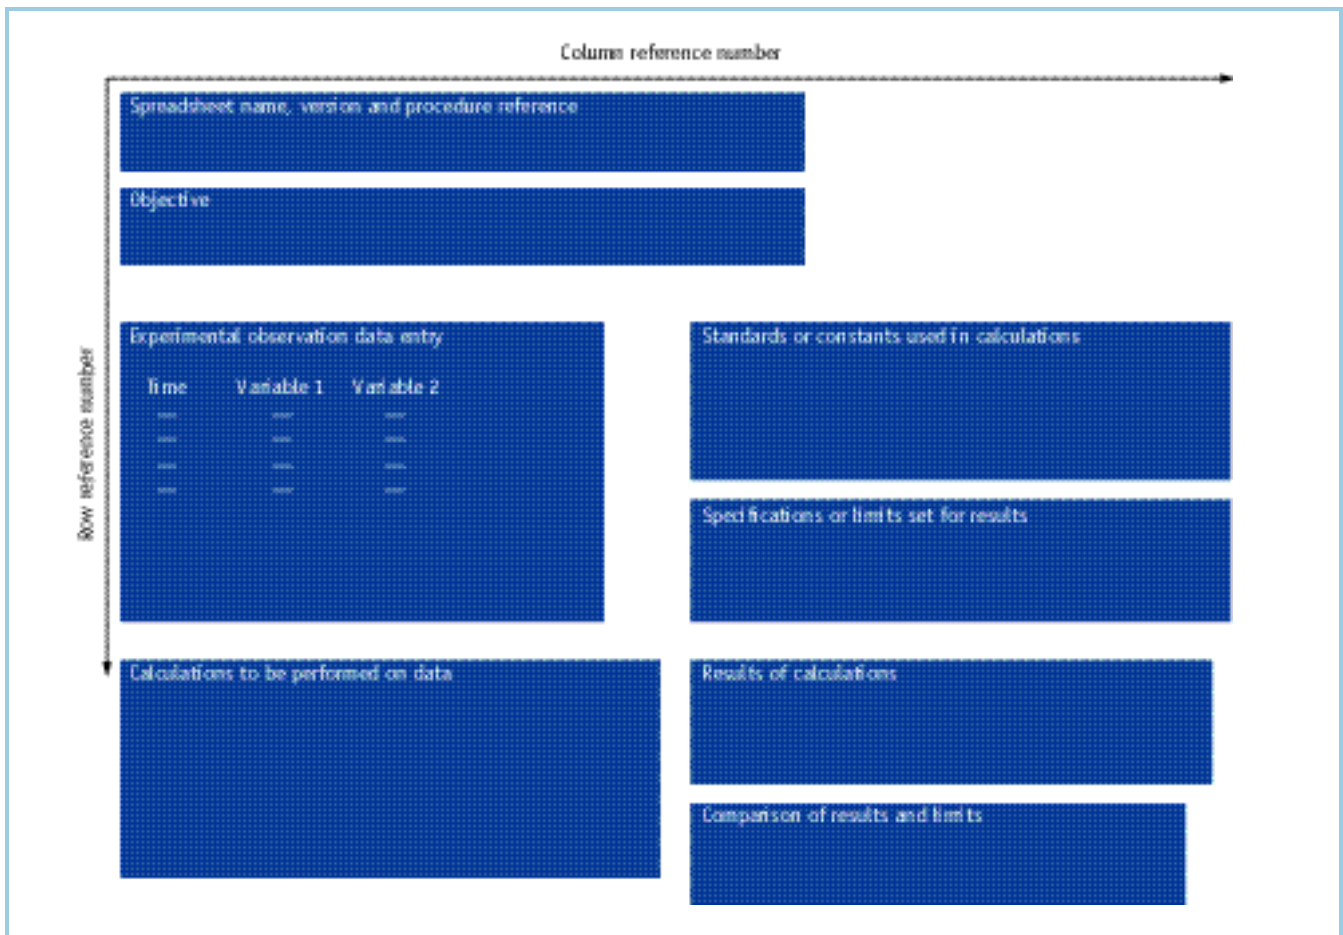 Column reference number
Spreadsheet name, version and procedure reference
Objective
Row reference number
Experimental observation data entry
Time Variable 1 Variable 2
Standards or constants used in calculations
Specifications or limits set for results
Calculations to be performed on data
Results of calculations
Comparison of results and limits